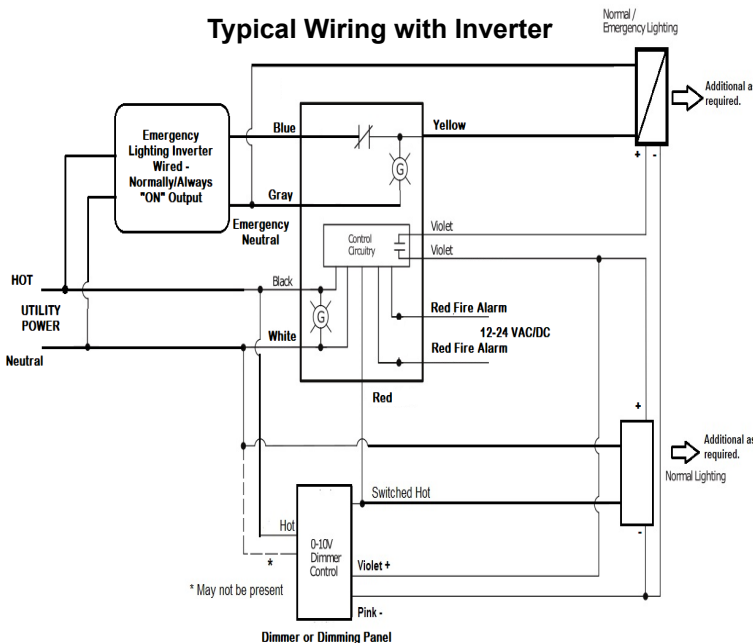 Typical Wiring with Inverter
Normal /
Emergency Lighting
Additional as
required.
+ -
Emergency
Lighting Inverter
Wired -
Normally/Always
"ON" Output
Blue
Yellow
G
Gray
Emergency
Neutral
Violet
Violet
Control
Circuitry
HOT
Black
UTILITY
POWER
G
Red Fire Alarm
12-24 VAC/DC
White
Red Fire Alarm
Neutral
Red
+
Additional as
required.
Normal Lighting
-
Switched Hot
Hot
0-10V
Dimmer
Control
*
Violet +
* May not be present
Pink -
Dimmer or Dimming Panel